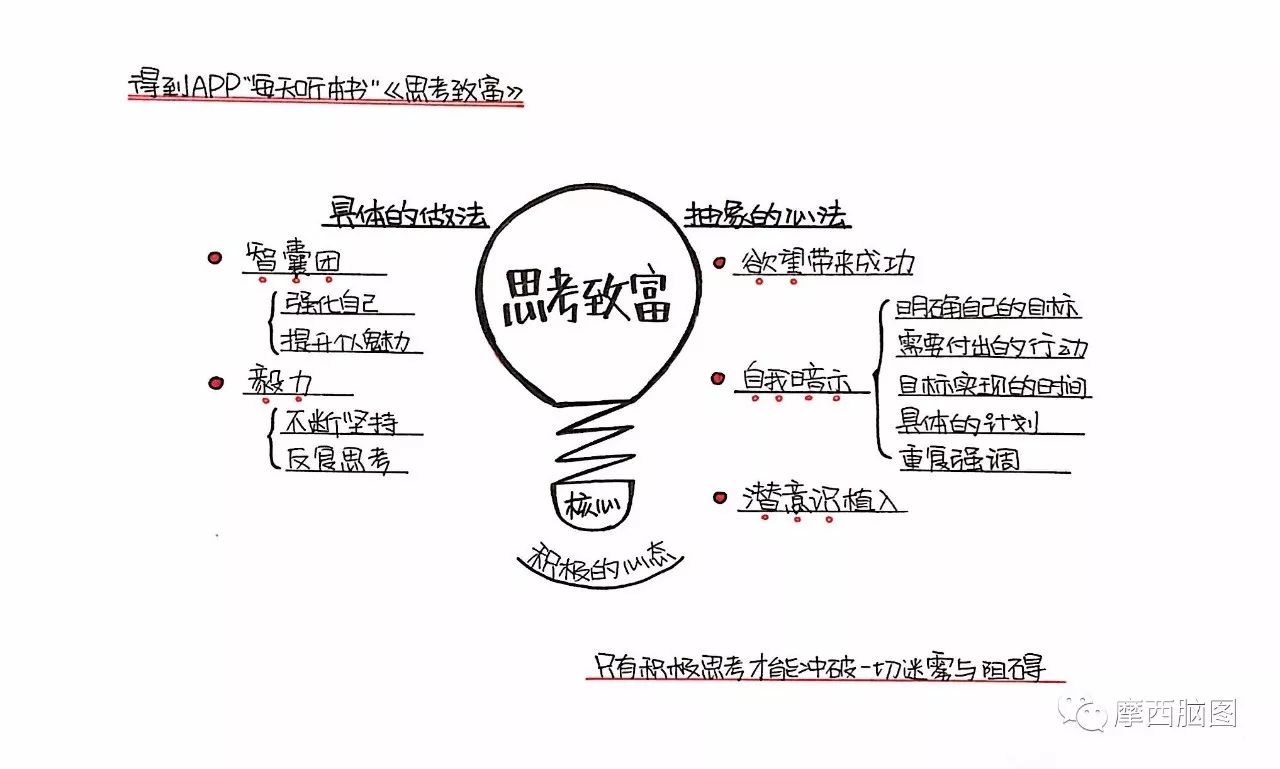 得到APP"每天听本书"《思考致富》
具体的做法
智囊团
强化自己
提升个人魅力
毅力
不断坚持
反复思考
思考致富
核心
积极的心态
抽象的心法
欲望带来成功
自我暗示
明确自己的目标
需要付出的行动
目标实现的时间
具体的计划
重复强调
潜意识植入
只有积极思考才能冲破一切迷雾与阻碍
摩西脑图